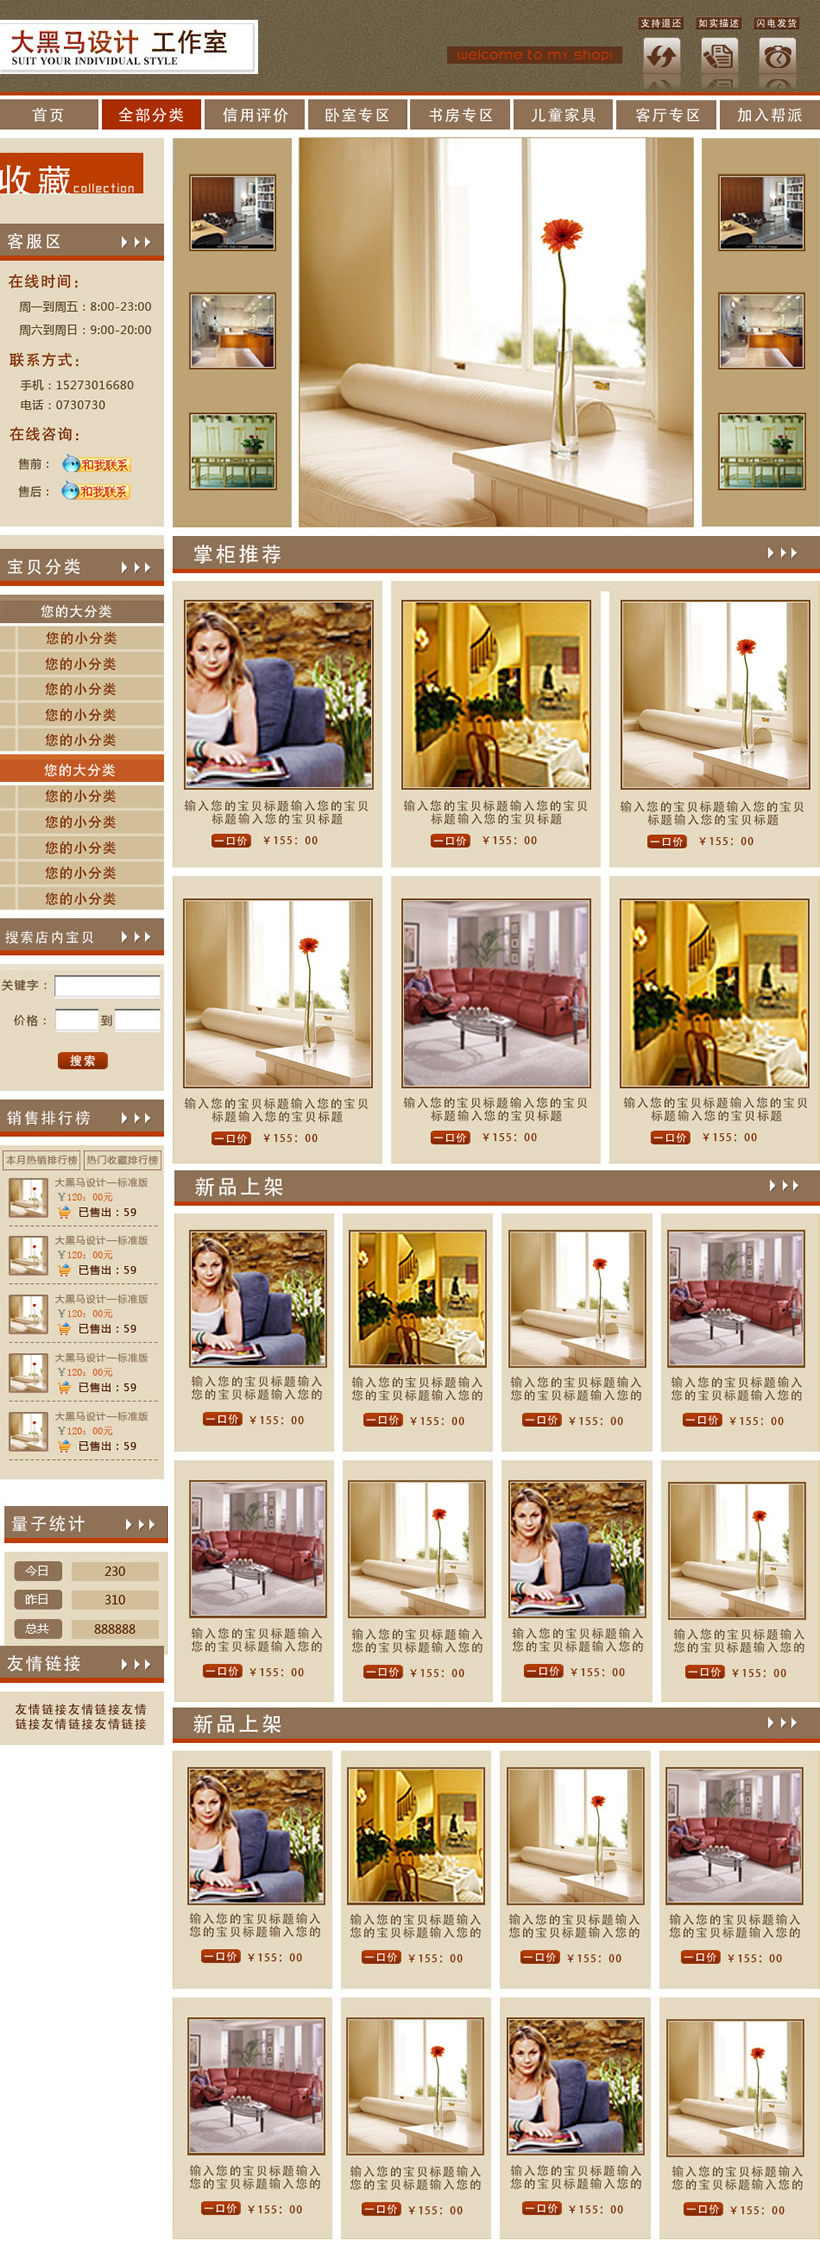 大黑马设计 工作室
SUIT YOUR INDIVIDUAL STYLE
welcome to my shop!
支持退还 如实描述 闪电发货
首页 全部分类 信用评价 卧室专区 书房专区 儿童家具 客厅专区 加入帮派
收藏 collection
客服区
在线时间：
周一到周五：8:00-23:00
周六到周日：9:00-20:00
联系方式：
手机：15273016680
电话：0730730
在线咨询：
售前： 和我联系
售后： 和我联系
宝贝分类
您的大分类
您的小分类
您的小分类
您的小分类
您的小分类
您的小分类
您的大分类
您的小分类
您的小分类
您的小分类
您的小分类
您的小分类
搜索店内宝贝
关键字：
价格： 到
搜索
销售排行榜
本月热销排行榜 热门收藏排行榜
大黑马设计—标准版
￥120：00元
已售出：59
大黑马设计—标准版
￥120：00元
已售出：59
大黑马设计—标准版
￥120：00元
已售出：59
大黑马设计—标准版
￥120：00元
已售出：59
大黑马设计—标准版
￥120：00元
已售出：59
量子统计
今日 230
昨日 310
总共 888888
友情链接
友情链接友情链接友情
链接友情链接友情链接
掌柜推荐
输入您的宝贝标题输入您的宝贝 输入您的宝贝标题输入您的宝贝 输入您的宝贝标题输入您的宝贝
标题输入您的宝贝标题 标题输入您的宝贝标题 标题输入您的宝贝标题
一口价 ￥155：00 一口价 ￥155：00 一口价 ￥155：00
输入您的宝贝标题输入您的宝贝 输入您的宝贝标题输入您的宝贝 输入您的宝贝标题输入您的宝贝
标题输入您的宝贝标题 标题输入您的宝贝标题 标题输入您的宝贝标题
一口价 ￥155：00 一口价 ￥155：00 一口价 ￥155：00
新品上架
输入您的宝贝标题输入 输入您的宝贝标题输入 输入您的宝贝标题输入 输入您的宝贝标题输入
您的宝贝标题输入您的 您的宝贝标题输入您的 您的宝贝标题输入您的 您的宝贝标题输入您的
一口价 ￥155：00 一口价 ￥155：00 一口价 ￥155：00 一口价 ￥155：00
输入您的宝贝标题输入 输入您的宝贝标题输入 输入您的宝贝标题输入 输入您的宝贝标题输入
您的宝贝标题输入您的 您的宝贝标题输入您的 您的宝贝标题输入您的 您的宝贝标题输入您的
一口价 ￥155：00 一口价 ￥155：00 一口价 ￥155：00 一口价 ￥155：00
新品上架
输入您的宝贝标题输入 输入您的宝贝标题输入 输入您的宝贝标题输入 输入您的宝贝标题输入
您的宝贝标题输入您的 您的宝贝标题输入您的 您的宝贝标题输入您的 您的宝贝标题输入您的
一口价 ￥155：00 一口价 ￥155：00 一口价 ￥155：00 一口价 ￥155：00
输入您的宝贝标题输入 输入您的宝贝标题输入 输入您的宝贝标题输入 输入您的宝贝标题输入
您的宝贝标题输入您的 您的宝贝标题输入您的 您的宝贝标题输入您的 您的宝贝标题输入您的
一口价 ￥155：00 一口价 ￥155：00 一口价 ￥155：00 一口价 ￥155：00